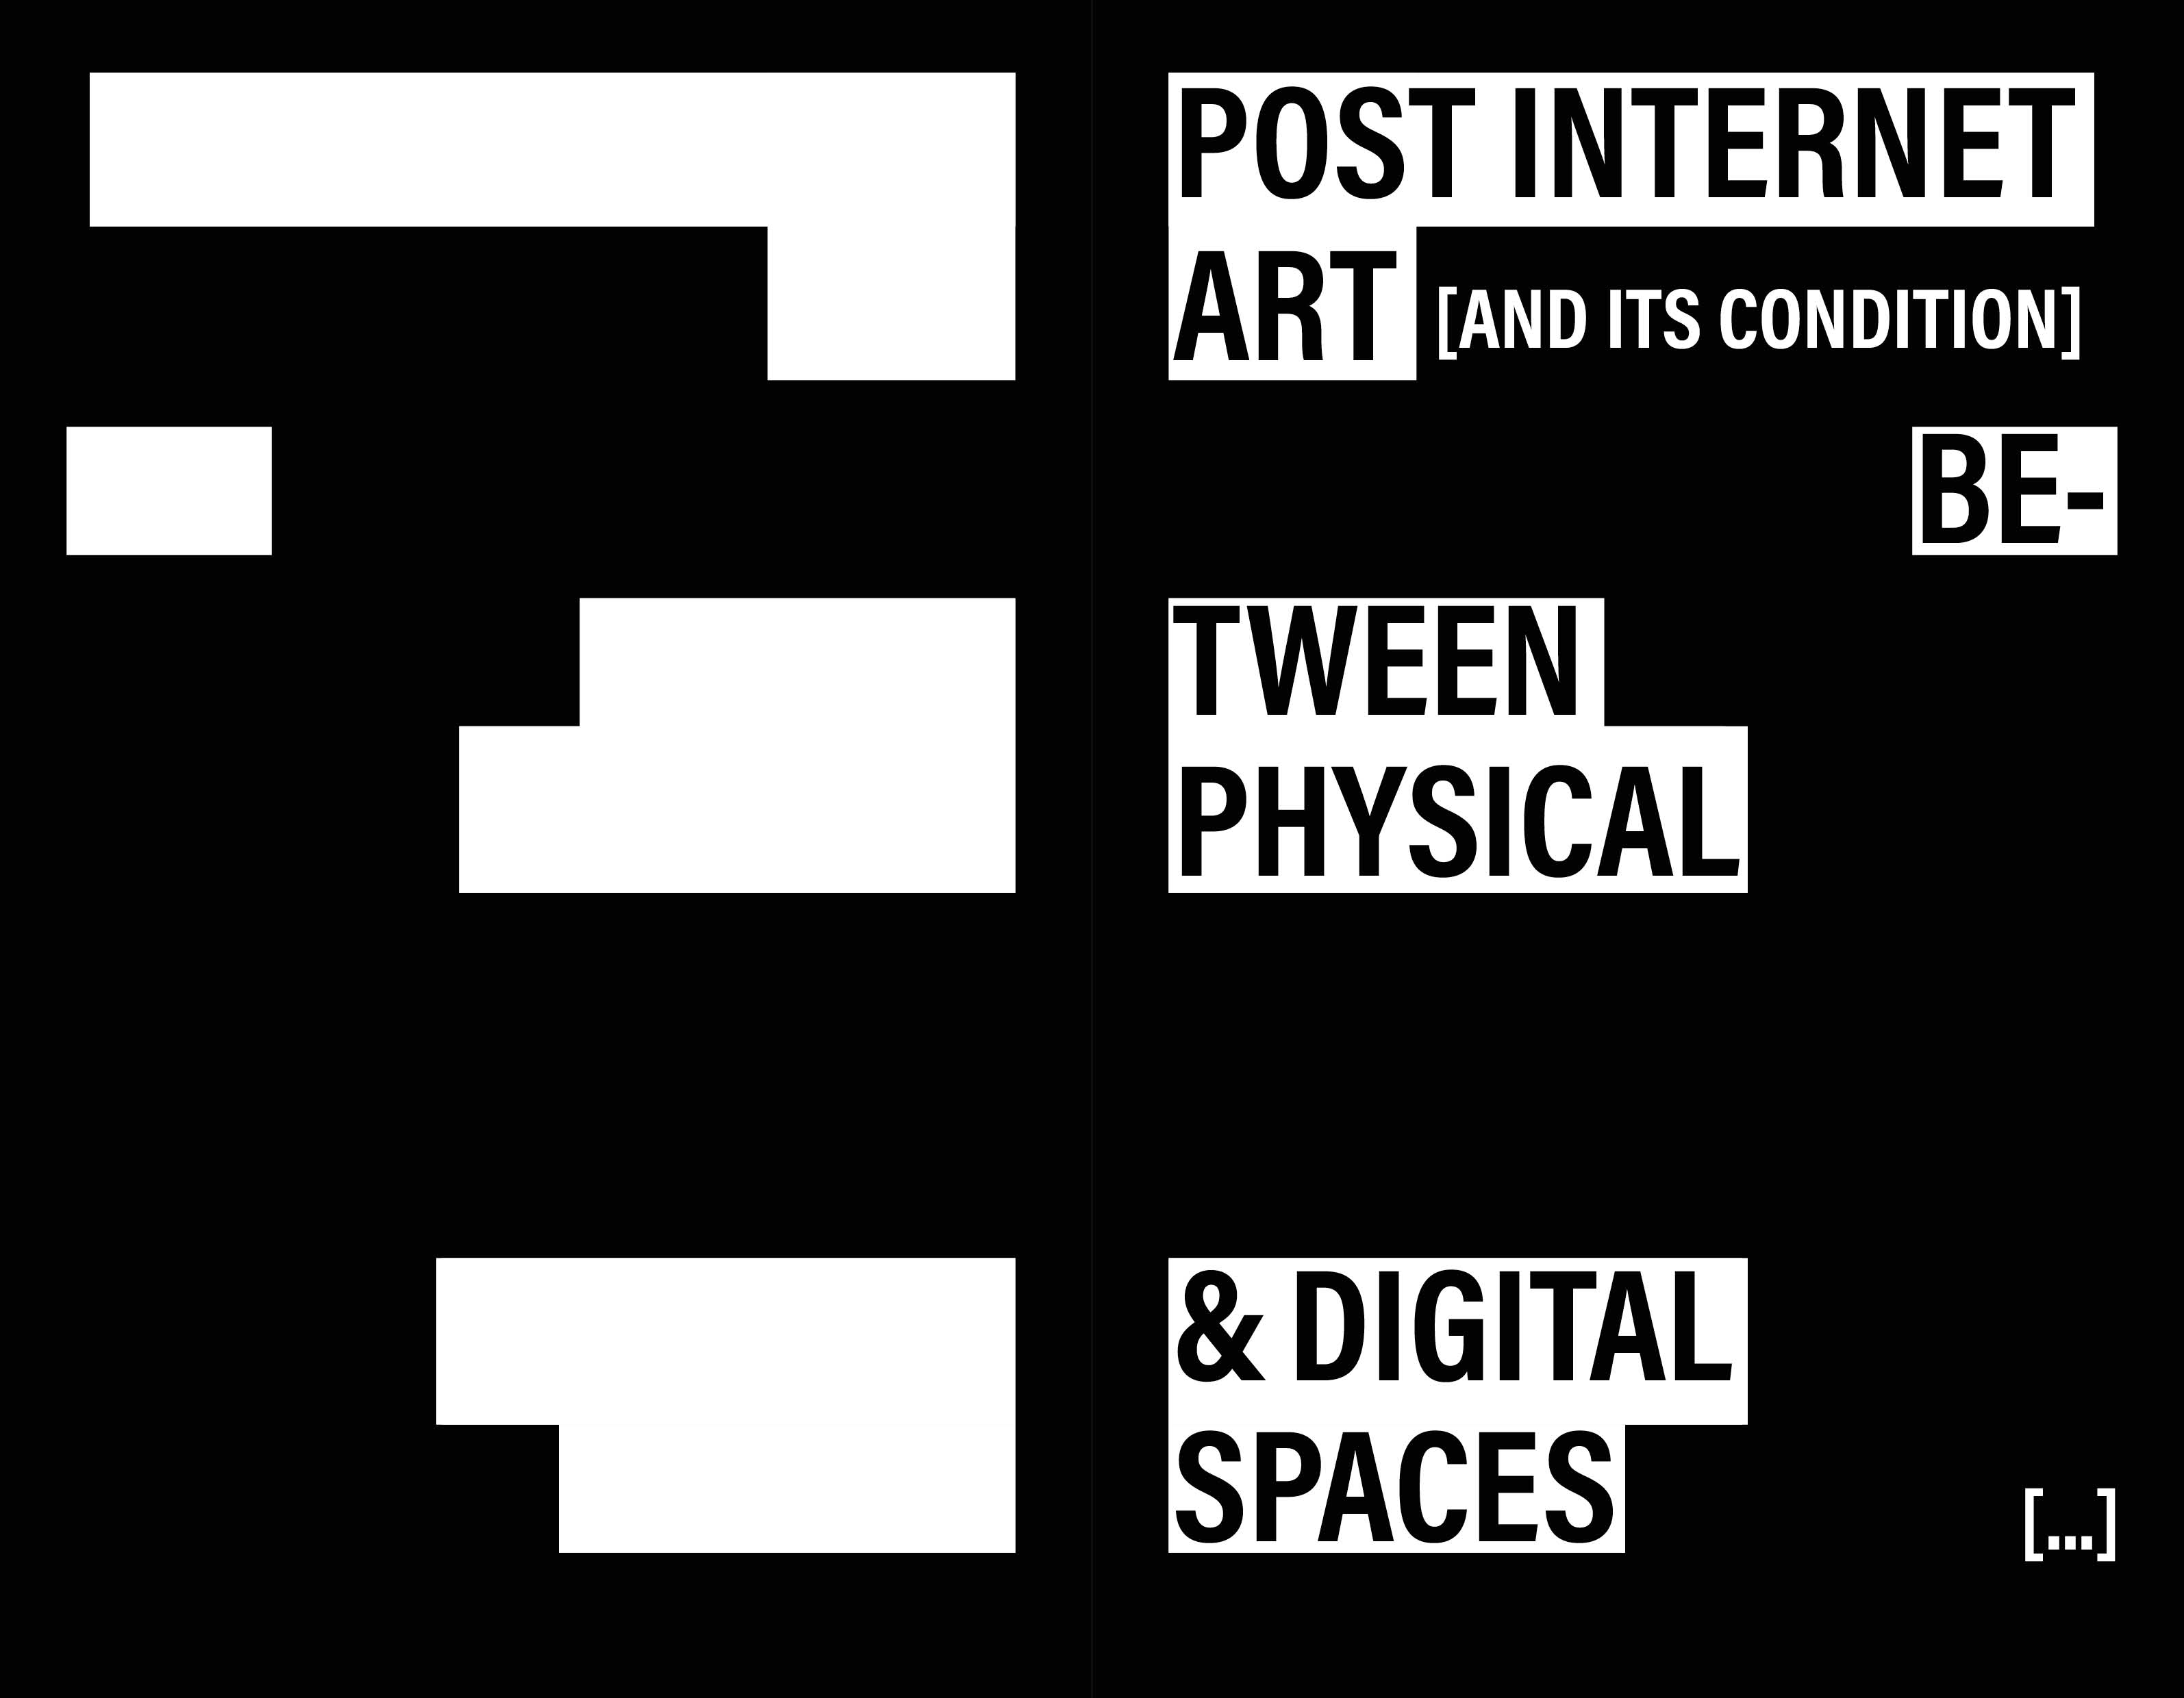 POST INTERNET
ART [AND ITS CONDITION]
BE-
TWEEN
PHYSICAL
& DIGITAL
SPACES
[...]